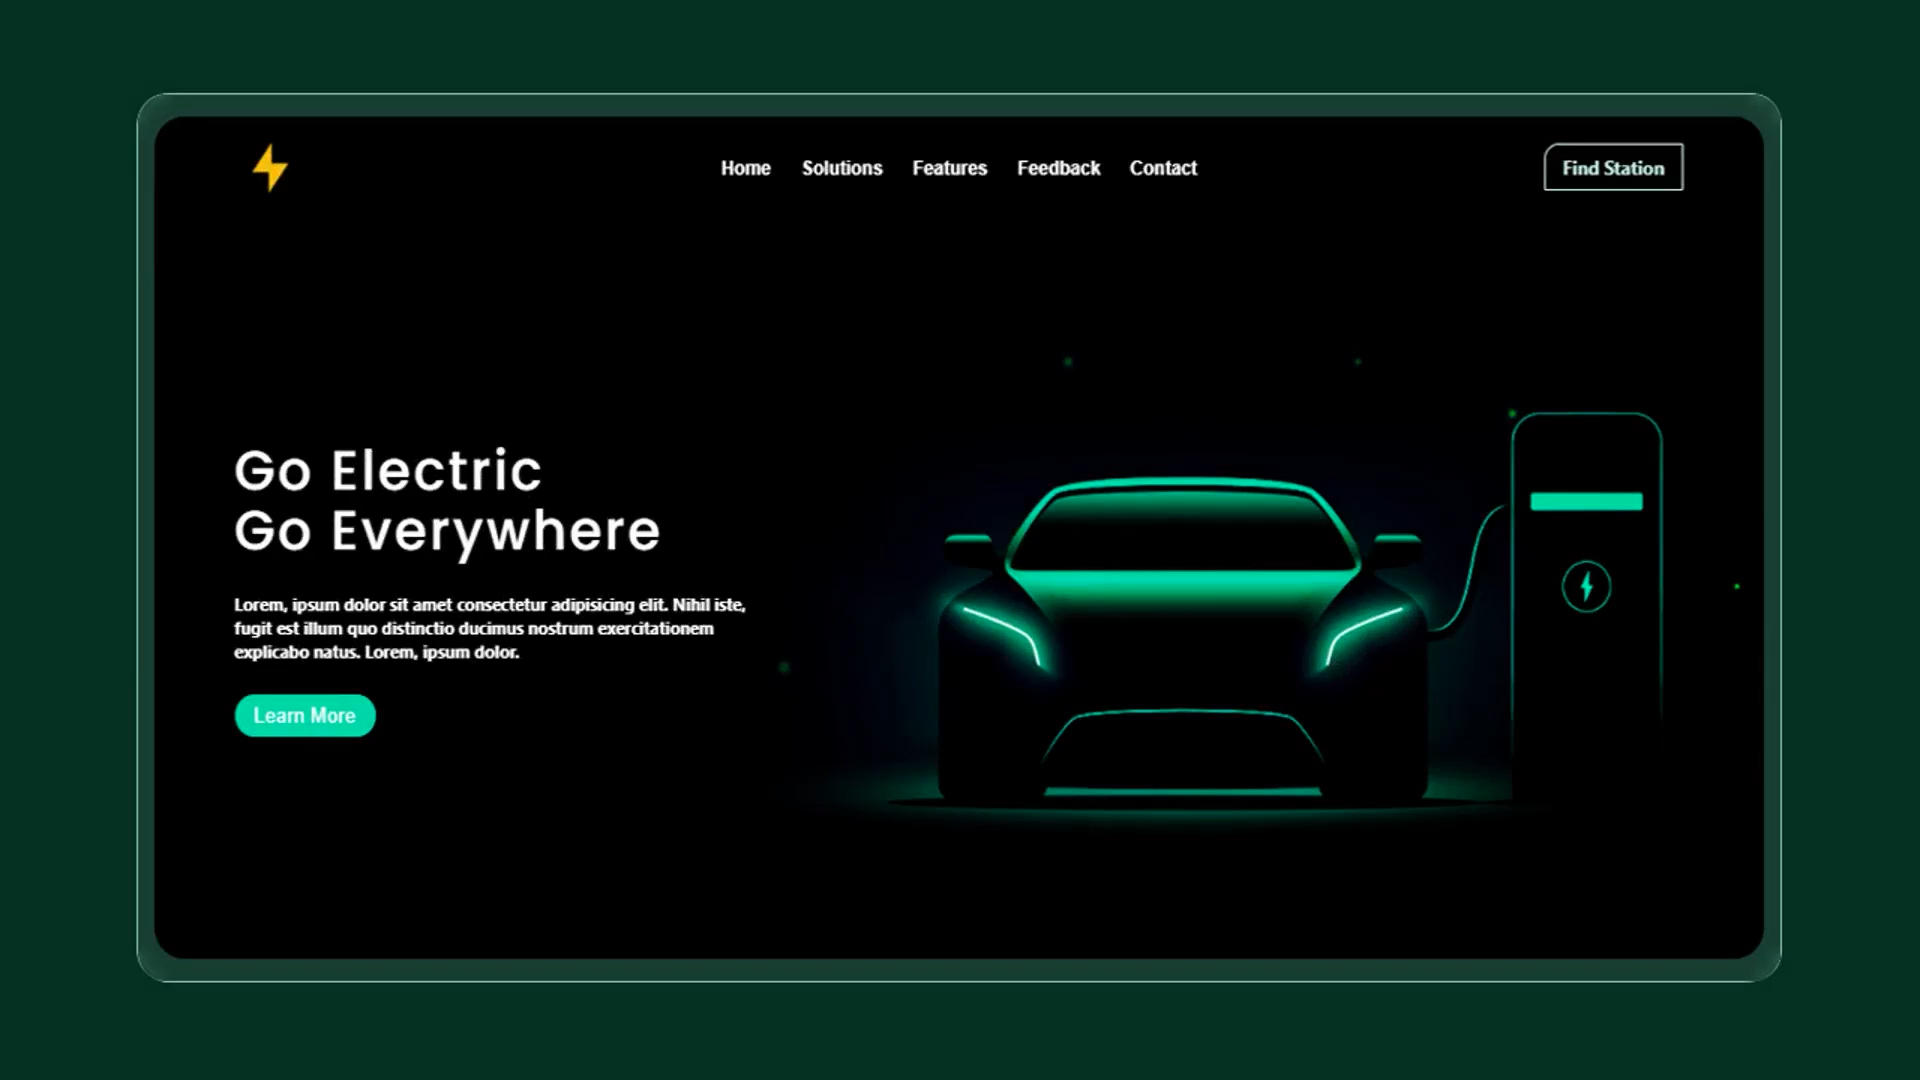 Home Solutions Features Feedback Contact
Find Station
Go Electric
Go Everywhere
Lorem, ipsum dolor sit amet consectetur adipisicing elit. Nihil iste,
fugit est illum quo distinctio ducimus nostrum exercitationem
explicabo natus. Lorem, ipsum dolor.
Learn More